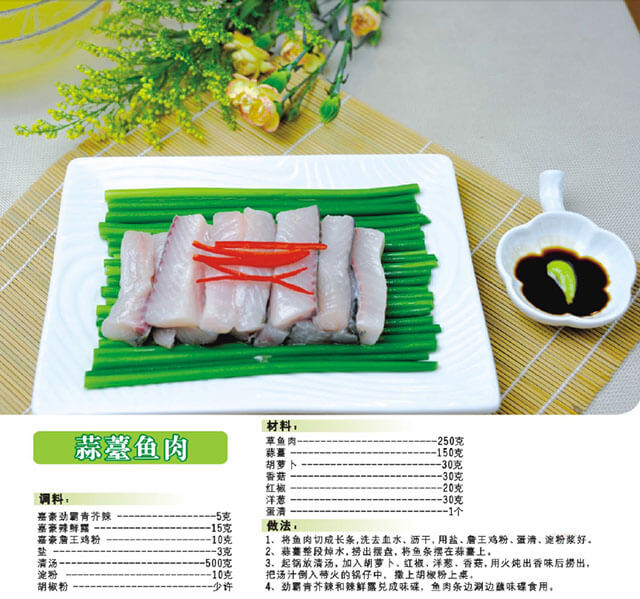 蒜薹鱼肉
调料：
嘉豪劲霸青芥辣------------------5克
嘉豪辣鲜露----------------------15克
嘉豪詹王鸡粉--------------------10克
盐------------------------------3克
清汤----------------------------500克
淀粉----------------------------10克
胡椒粉--------------------------少许
材料：
草鱼肉--------------------------250克
蒜薹----------------------------150克
胡萝卜--------------------------30克
香菇----------------------------30克
红椒----------------------------20克
洋葱----------------------------30克
蛋清----------------------------1个
做法：
1、将鱼肉切成长条,洗去血水、沥干、用盐、詹王鸡粉、蛋清、淀粉浆好。
2、蒜薹整段焯水,捞出摆盘，将鱼条摆在蒜薹上。
3、起锅放清汤，加入胡萝卜、红椒、洋葱、香菇，用火炖出香味后捞出，
把汤汁倒入带火的锅仔中、撒上胡椒粉上桌。
4、劲霸青芥辣和辣鲜露兑成味碟，鱼肉条边涮边蘸味碟食用。